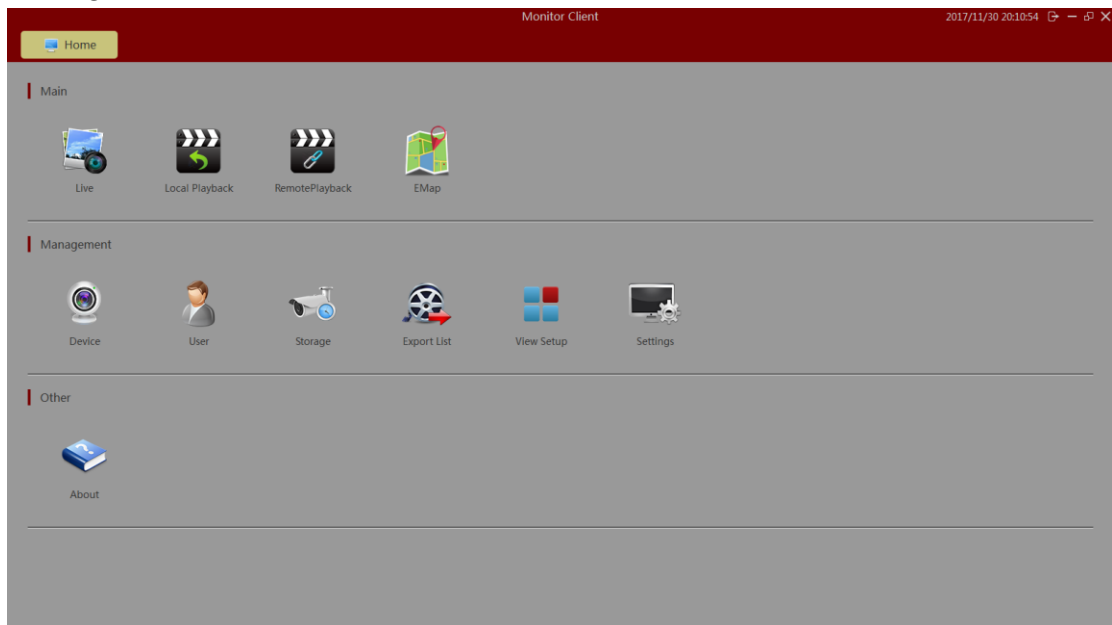 Monitor Client 2017/11/30 20:10:54
Home
Main
Live Local Playback RemotePlayback EMap
Management
Device User Storage Export List View Setup Settings
Other
About